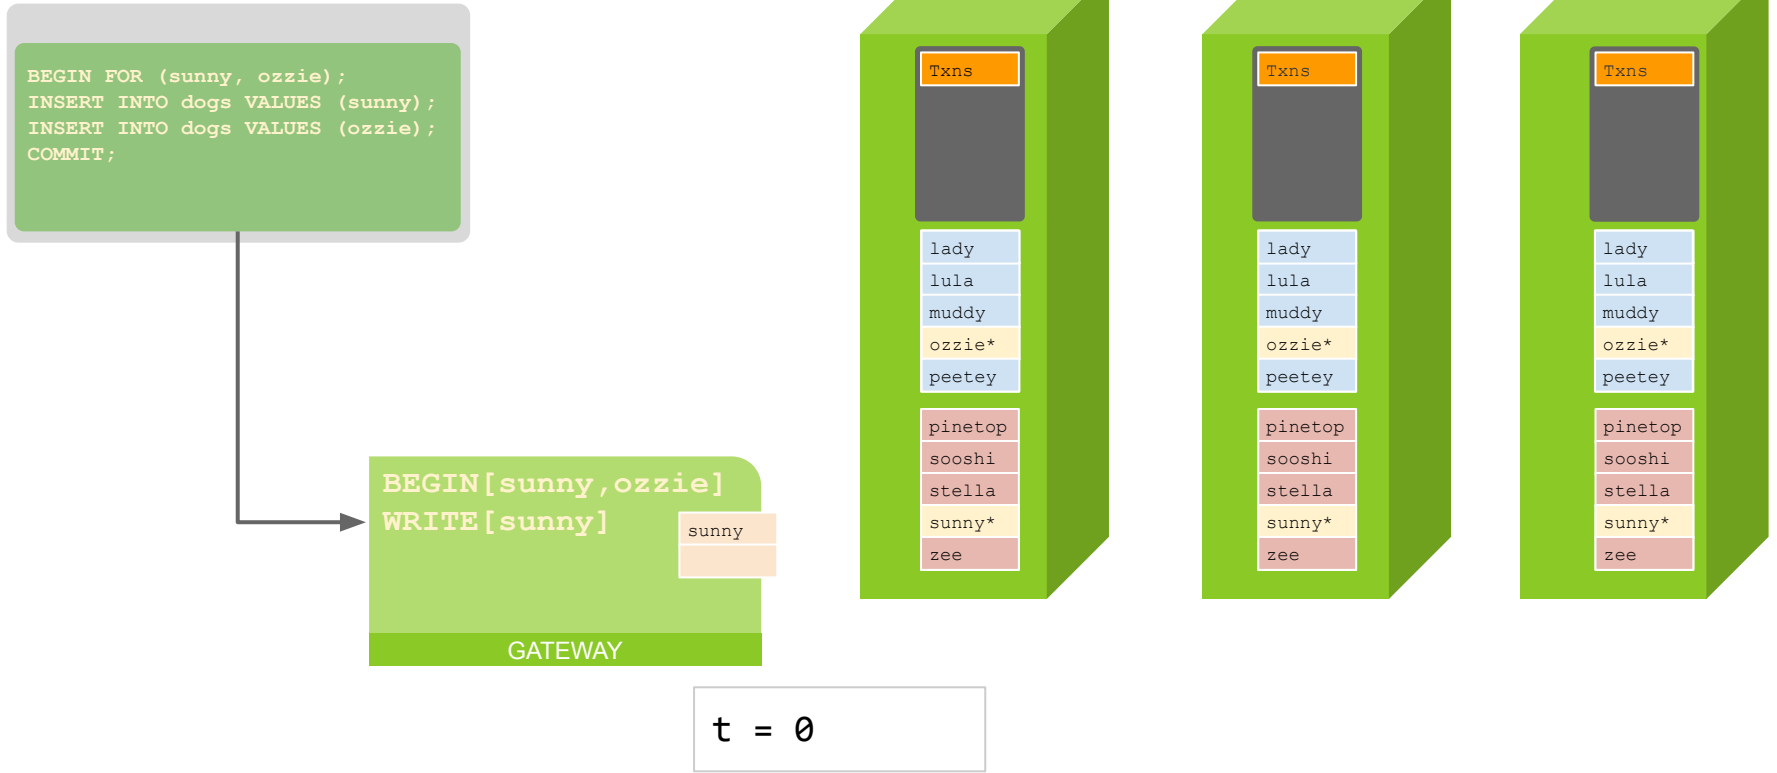 BEGIN FOR (sunny, ozzie);
INSERT INTO dogs VALUES (sunny);
INSERT INTO dogs VALUES (ozzie);
COMMIT;
BEGIN[sunny,ozzie]
WRITE[sunny]
sunny
GATEWAY
t = 0
Txns
lady
lula
muddy
ozzie*
peetey
pinetop
sooshi
stella
sunny*
zee
Txns
lady
lula
muddy
ozzie*
peetey
pinetop
sooshi
stella
sunny*
zee
Txns
lady
lula
muddy
ozzie*
peetey
pinetop
sooshi
stella
sunny*
zee